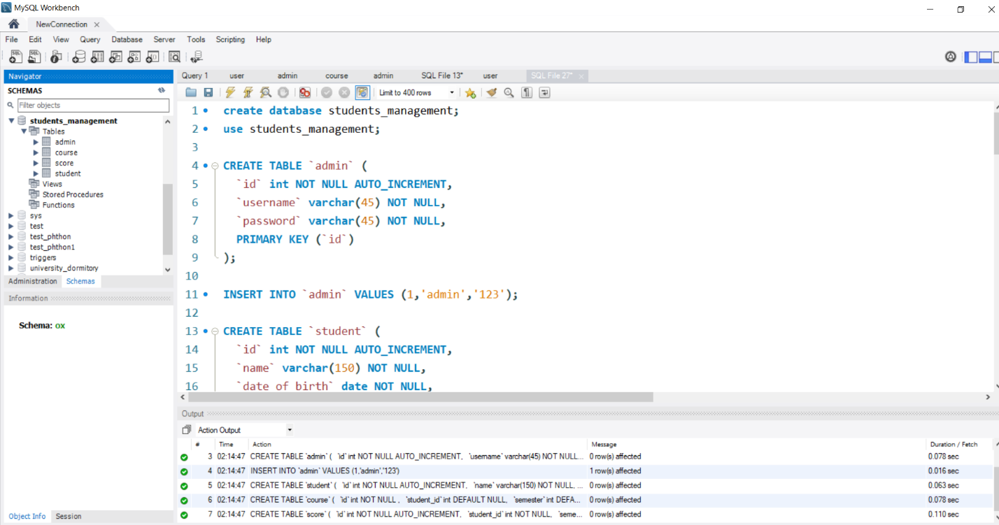 MySQL Workbench
NewConnection
File Edit View Query Database Server Tools Scripting Help
Navigator
SCHEMAS
Filter objects
students_management
Tables
admin
course
score
student
Views
Stored Procedures
Functions
sys
test
test_phthon
test_phthon1
triggers
university_dormitory
Administration Schemas
Information
Schema: ox
Object Info Session
Query 1 user admin course admin SQL File 13* user SQL File 27*
Limit to 400 rows
1 create database students_management;
2 use students_management;
3
4 CREATE TABLE `admin` (
5 `id` int NOT NULL AUTO_INCREMENT,
6 `username` varchar(45) NOT NULL,
7 `password` varchar(45) NOT NULL,
8 PRIMARY KEY (`id`)
9 );
10
11 INSERT INTO `admin` VALUES (1,'admin','123');
12
13 CREATE TABLE `student` (
14 `id` int NOT NULL AUTO_INCREMENT,
15 `name` varchar(150) NOT NULL,
16 `date of birth` date NOT NULL,
Output
Action Output
# Time Action Message Duration / Fetch
3 02:14:47 CREATE TABLE `admin` ( `id` int NOT NULL AUTO_INCREMENT, `username` varchar(45) NOT NULL... 0 row(s) affected 0.078 sec
4 02:14:47 INSERT INTO `admin` VALUES (1,'admin','123') 1 row(s) affected 0.016 sec
5 02:14:47 CREATE TABLE `student` ( `id` int NOT NULL AUTO_INCREMENT, `name` varchar(150) NOT NULL, ... 0 row(s) affected 0.063 sec
6 02:14:47 CREATE TABLE `course` ( `id` int NOT NULL , `student_id` int DEFAULT NULL, `semester` int DEFA... 0 row(s) affected 0.078 sec
7 02:14:47 CREATE TABLE `score` ( `id` int NOT NULL AUTO_INCREMENT, `student_id` int NOT NULL, `seme... 0 row(s) affected 0.110 sec